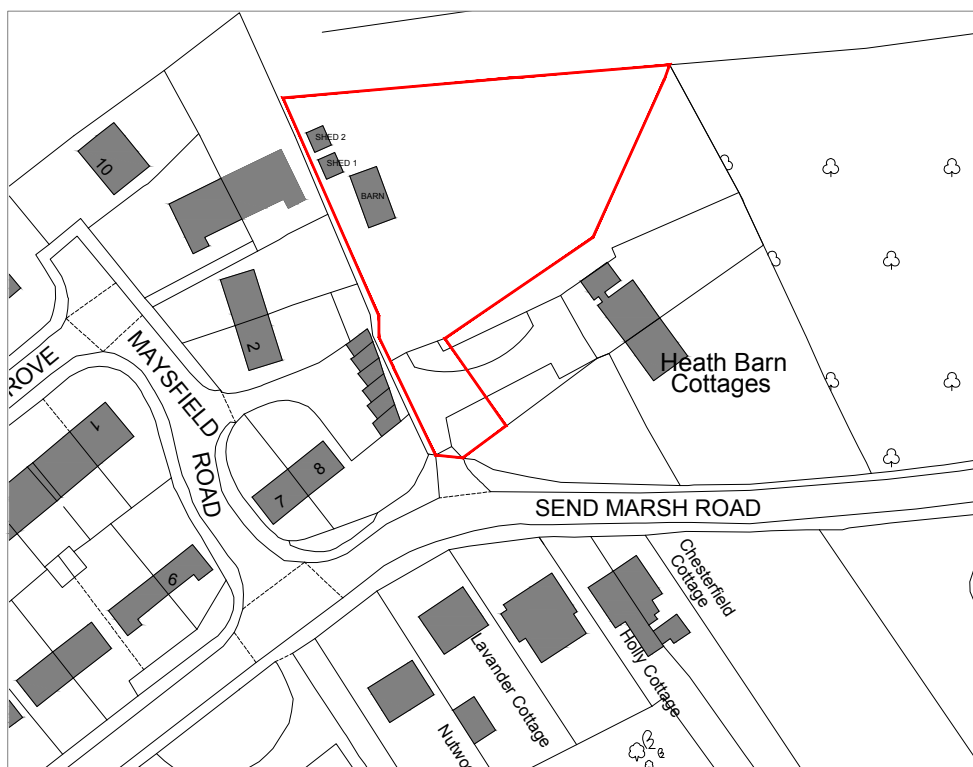 SHED 2
SHED 1
BARN
10
2
ROVE
MAYSFIELD
ROAD
1
8
7
6
Heath Barn
Cottages
SEND MARSH ROAD
Chesterfield
Cottage
Holly Cottage
Lavander Cottage
Nutwo